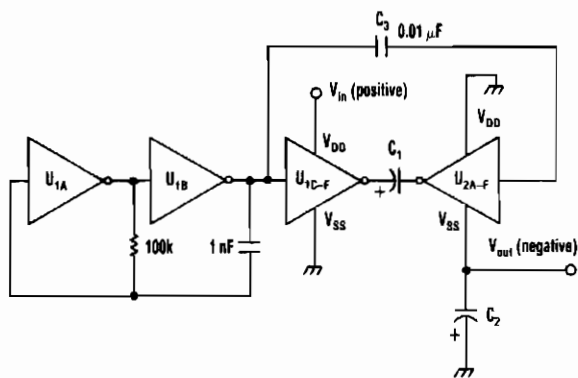 C3
0.01 μF
Vin (positive)
VDD
VDD
U1A
U1B
U1C–F
C1
+
U2A–F
VSS
VSS
100k
1 nF
Vout (negative)
C2
+